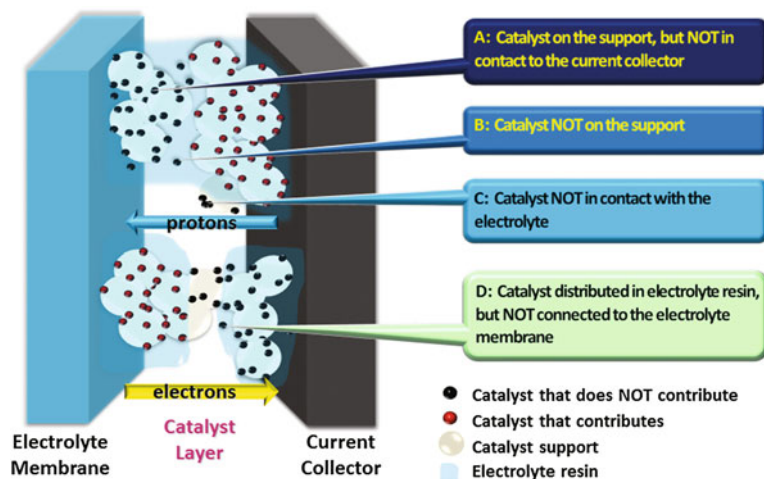 A: Catalyst on the support, but NOT in
contact to the current collector
B: Catalyst NOT on the support
C: Catalyst NOT in contact with the
electrolyte
protons
D: Catalyst distributed in electrolyte resin,
but NOT connected to the electrolyte
membrane
electrons
Electrolyte
Membrane
Catalyst
Layer
Current
Collector
Catalyst that does NOT contribute
Catalyst that contributes
Catalyst support
Electrolyte resin